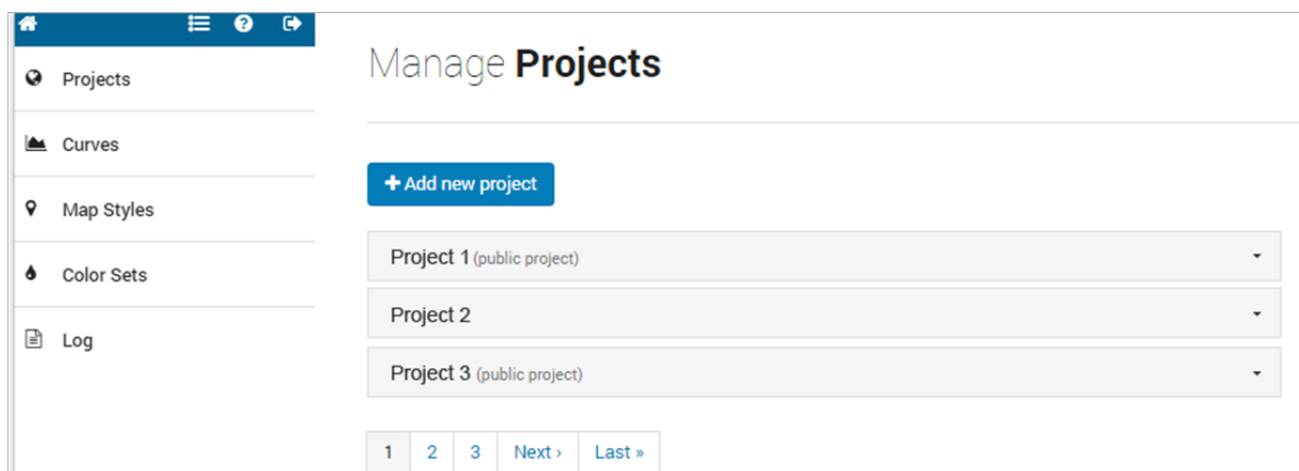 Projects
Curves
Map Styles
Color Sets
Log
Manage Projects
+ Add new project
Project 1 (public project)
Project 2
Project 3 (public project)
1 2 3 Next › Last »